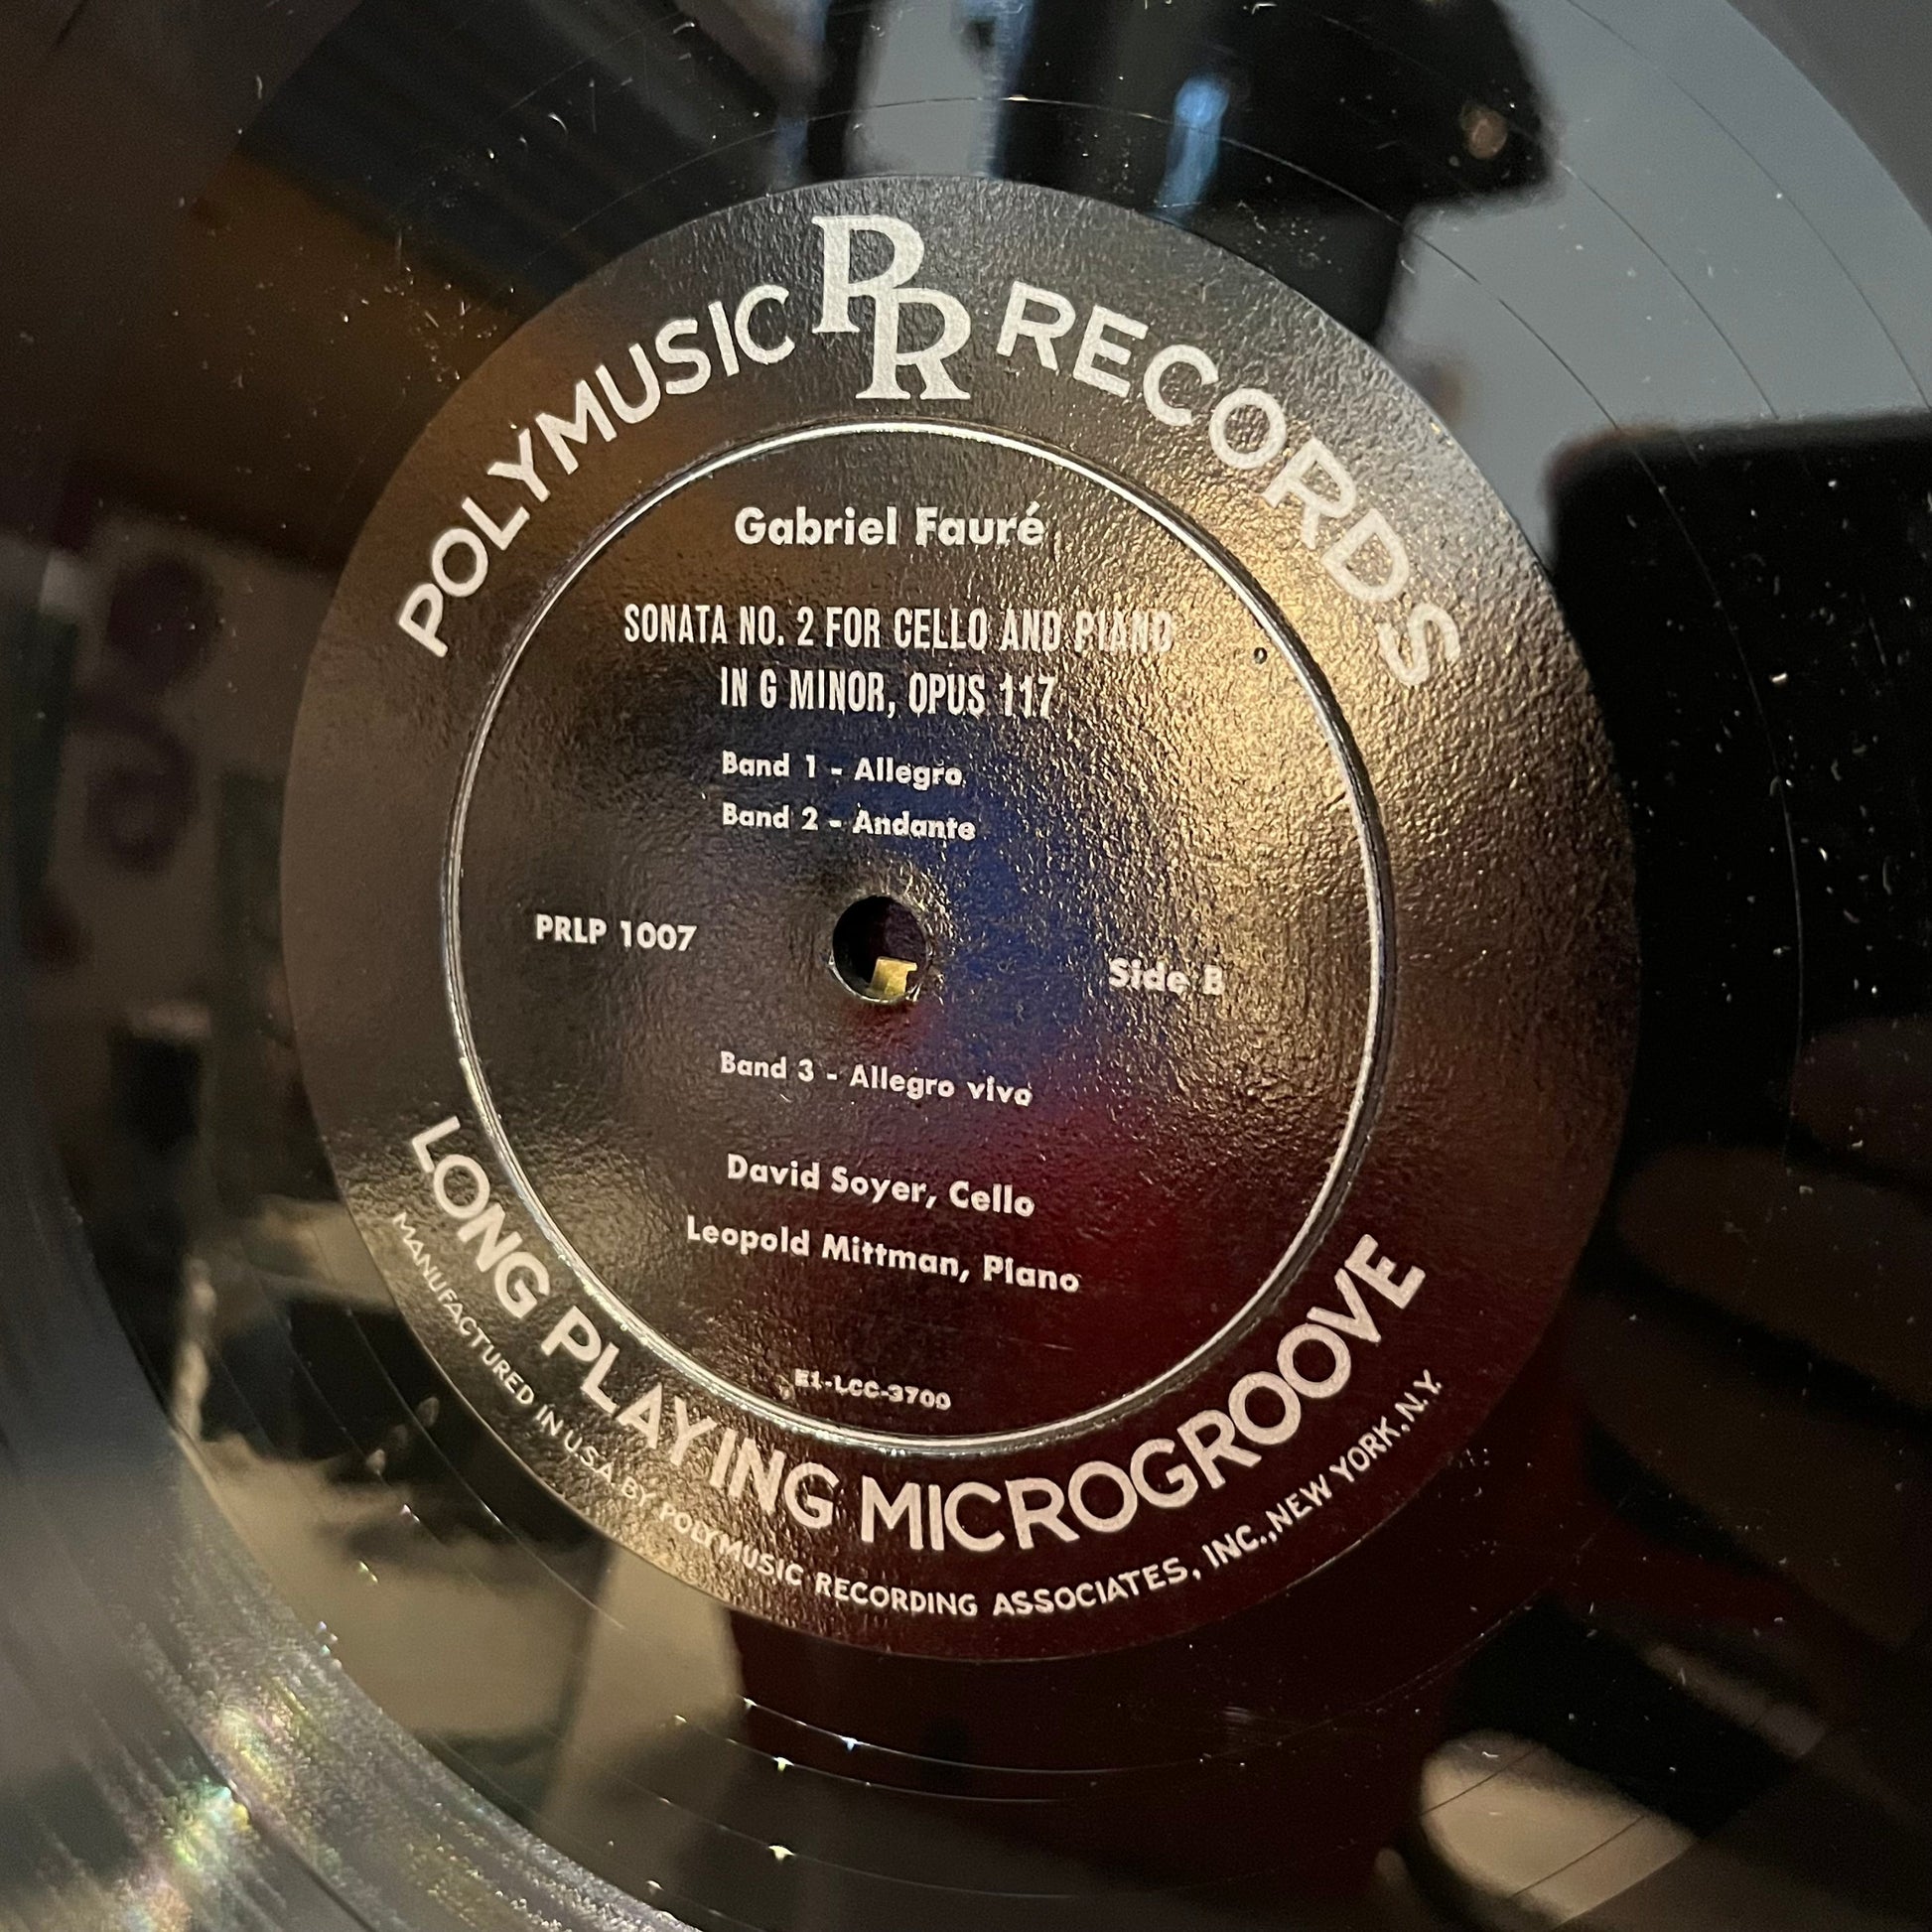 POLYMUSIC PR RECORDS
Gabriel Fauré
SONATA NO. 2 FOR CELLO AND PIANO
IN G MINOR, OPUS 117
Band 1 - Allegro
Band 2 - Andante
PRLP 1007
Side B
Band 3 - Allegro vivo
David Soyer, Cello
Leopold Mittman, Piano
E1-LCC-3700
LONG PLAYING MICROGROOVE
MANUFACTURED IN U.S.A. BY POLYMUSIC RECORDING ASSOCIATES, INC., NEW YORK, N.Y.